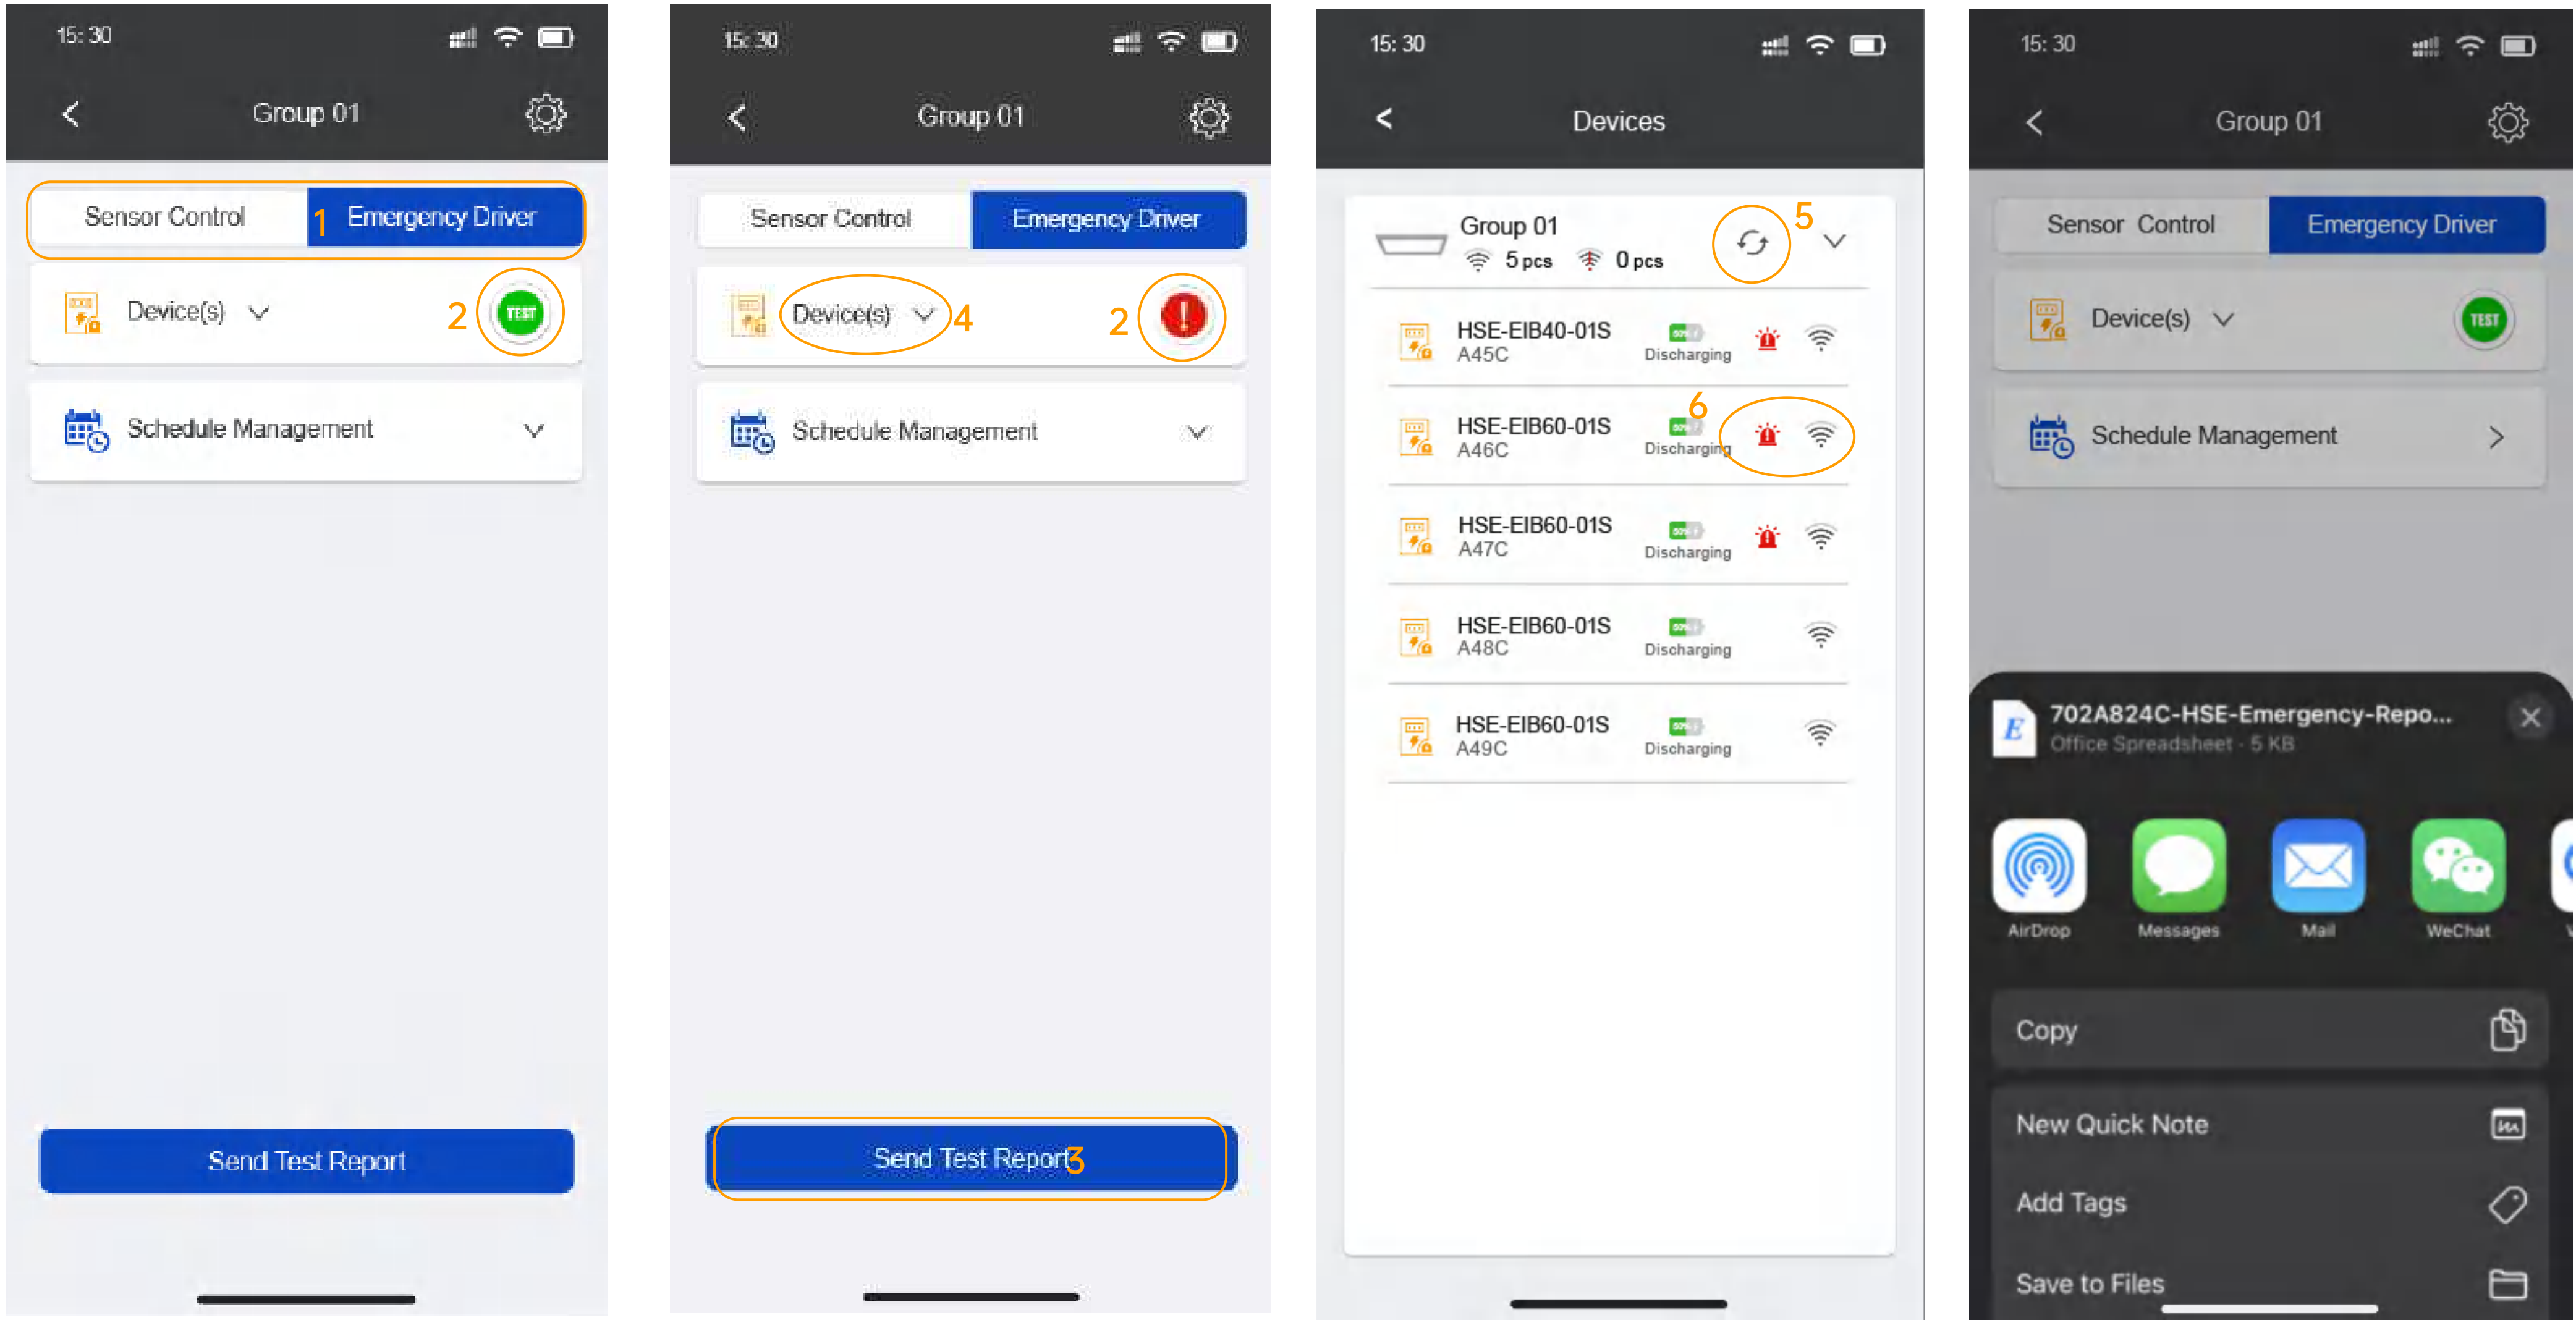 15:30
Group 01
Sensor Control
1
Emergency Driver
Device(s)
2
TEST
Schedule Management
Send Test Report
15:30
Group 01
Sensor Control
Emergency Driver
Device(s)
4
2
!
Schedule Management
Send Test Report
3
15:30
Devices
Group 01
5 pcs
0 pcs
5
HSE-EIB40-01S
A45C
50%
Discharging
HSE-EIB60-01S
A46C
50%
Discharging
6
HSE-EIB60-01S
A47C
50%
Discharging
HSE-EIB60-01S
A48C
50%
Discharging
HSE-EIB60-01S
A49C
50%
Discharging
15:30
Group 01
Sensor Control
Emergency Driver
Device(s)
TEST
Schedule Management
E
702A824C-HSE-Emergency-Repo...
Office Spreadsheet · 5 KB
AirDrop
Messages
Mail
WeChat
Copy
New Quick Note
Add Tags
Save to Files